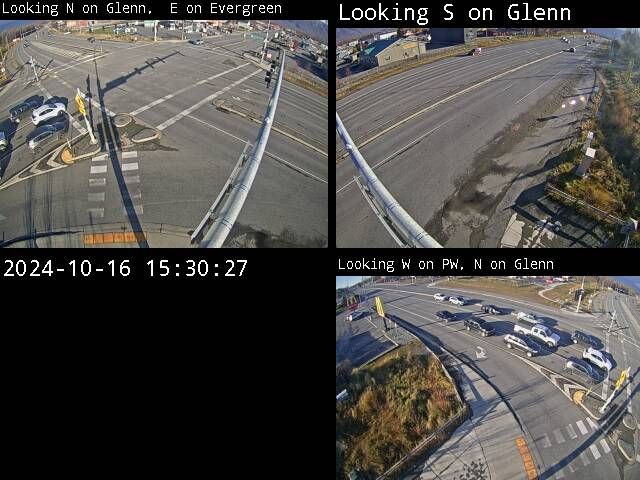 Looking N on Glenn,  E on Evergreen
Looking S on Glenn
2024-10-16 15:30:27
Looking W on PW, N on Glenn